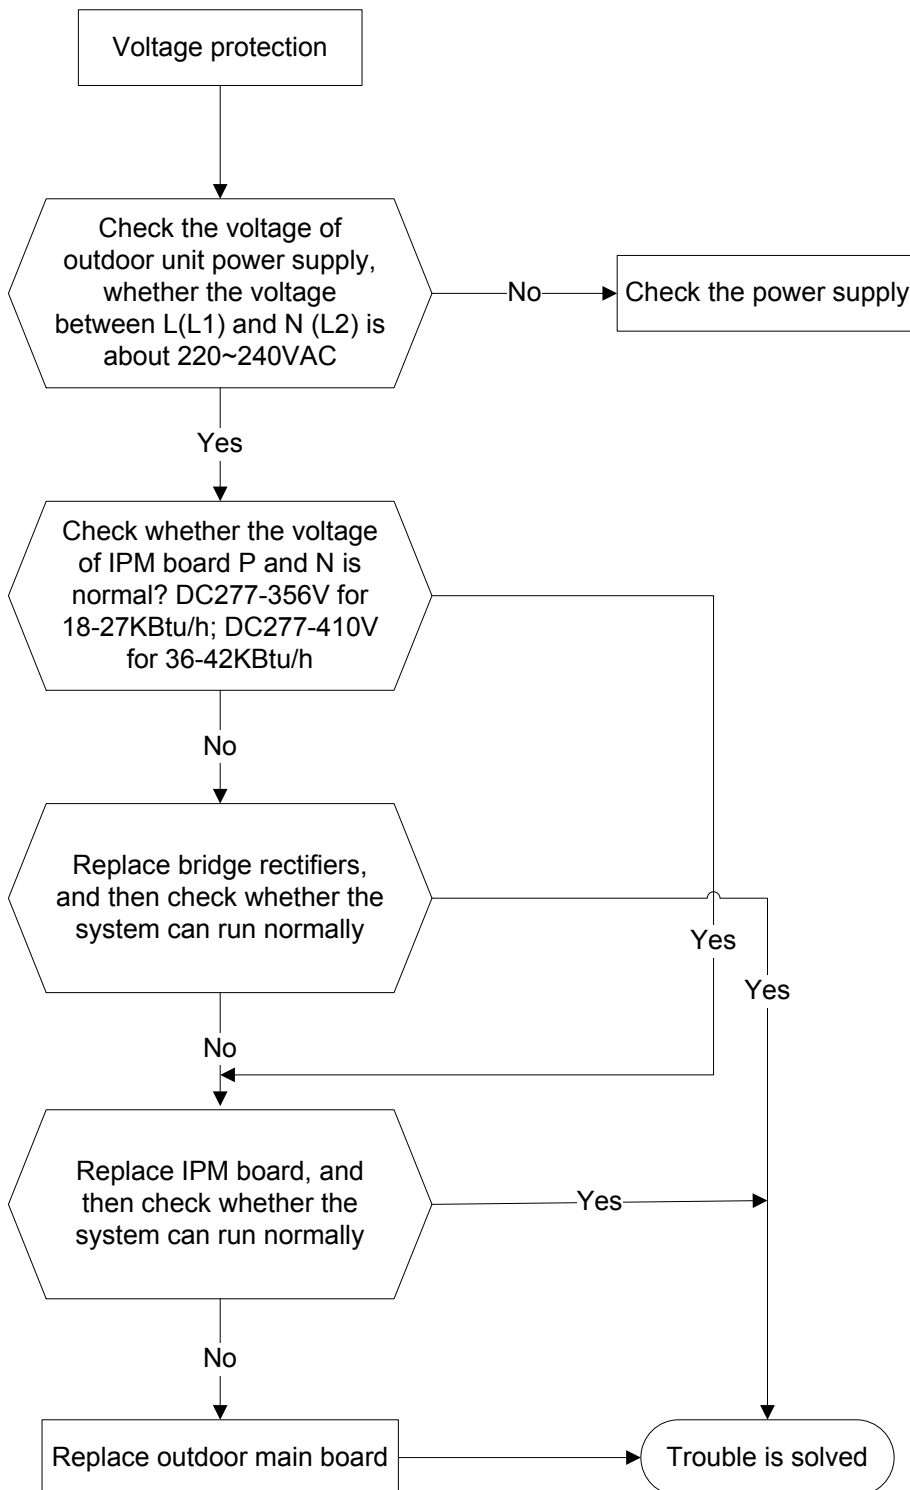 Voltage protection
Check the voltage of
outdoor unit power supply,
whether the voltage
between L(L1) and N (L2) is
about 220~240VAC
No
Check the power supply
Yes
Check whether the voltage
of IPM board P and N is
normal? DC277-356V for
18-27KBtu/h; DC277-410V
for 36-42KBtu/h
No
Replace bridge rectifiers,
and then check whether the
system can run normally
Yes
Yes
No
Replace IPM board, and
then check whether the
system can run normally
Yes
No
Replace outdoor main board
Trouble is solved